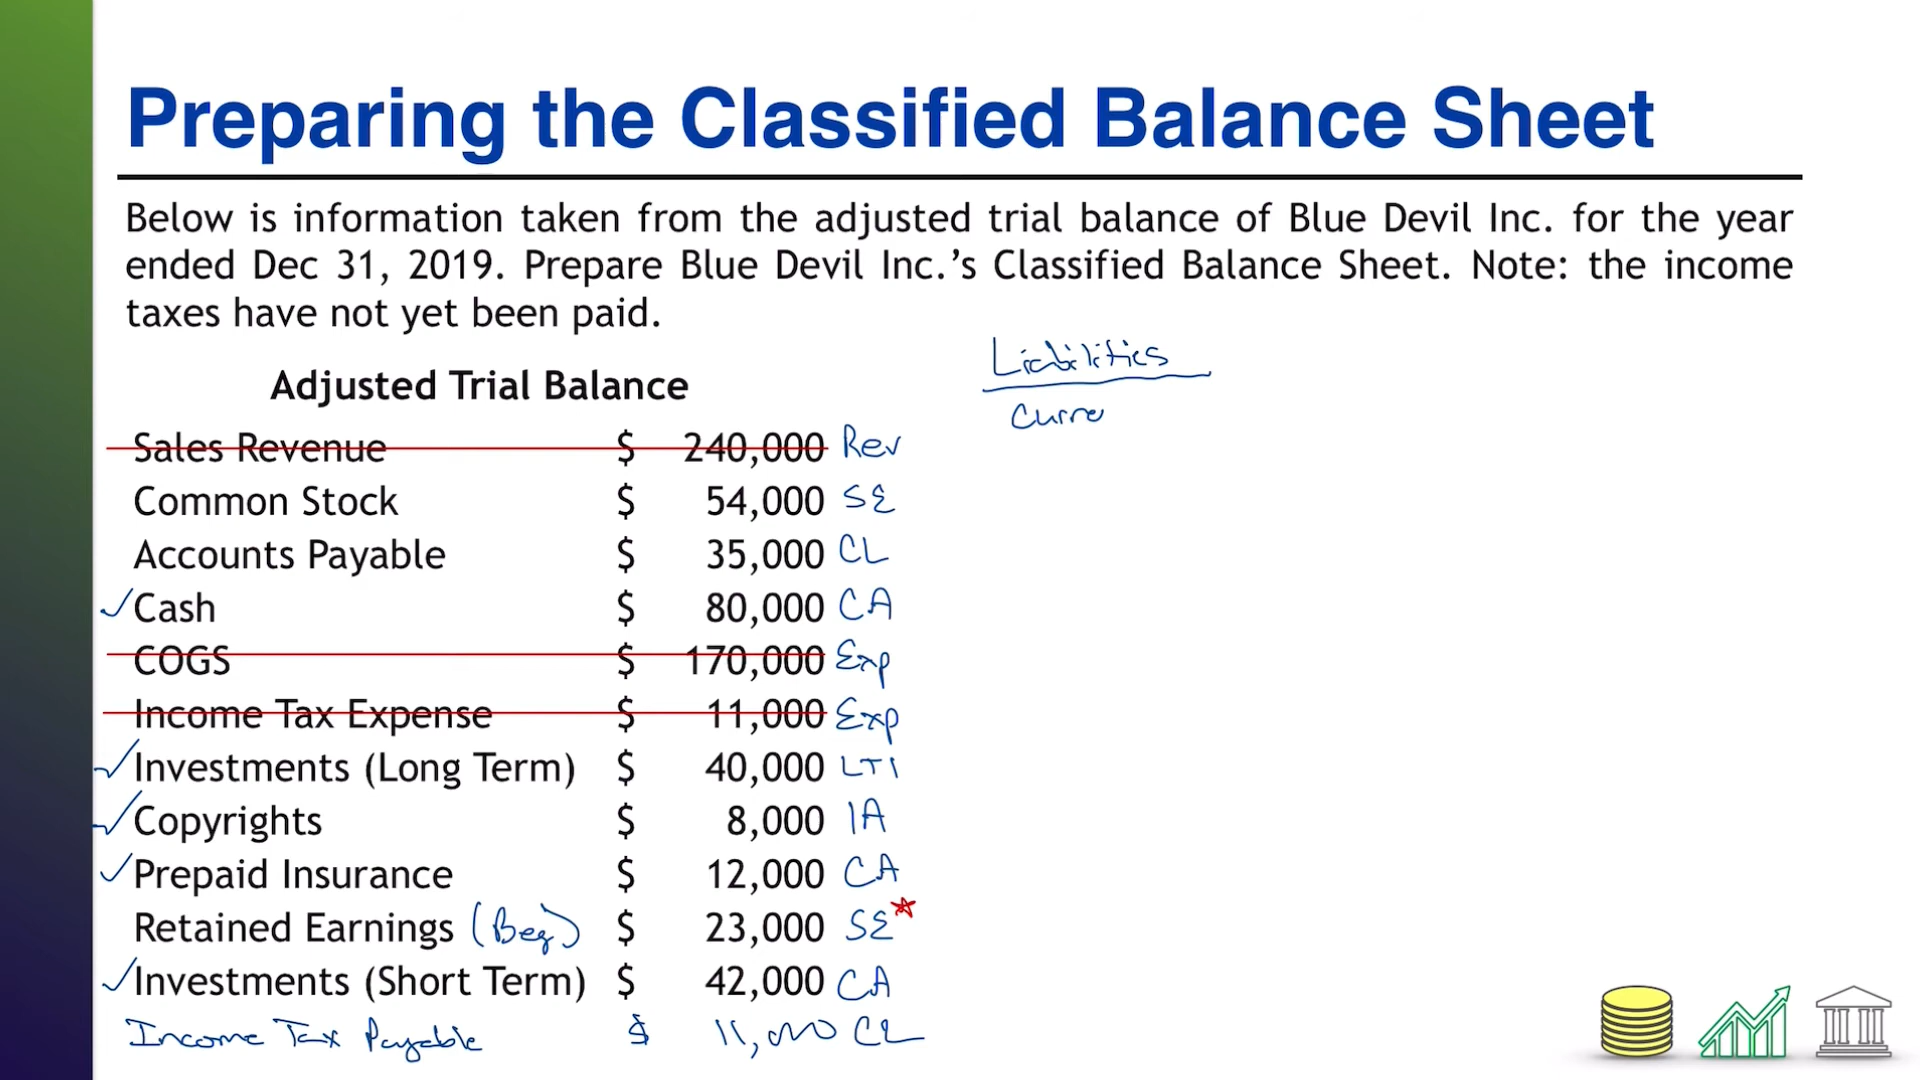 Preparing the Classified Balance Sheet
Below is information taken from the adjusted trial balance of Blue Devil Inc. for the year
ended Dec 31, 2019. Prepare Blue Devil Inc.’s Classified Balance Sheet. Note: the income
taxes have not yet been paid.
Liabilities
Curre
Adjusted Trial Balance
Sales Revenue $ 240,000 Rev
Common Stock $ 54,000 SE
Accounts Payable $ 35,000 CL
✓Cash $ 80,000 CA
COGS $ 170,000 Exp
Income Tax Expense $ 11,000 Exp
✓Investments (Long Term) $ 40,000 LTI
✓Copyrights $ 8,000 IA
✓Prepaid Insurance $ 12,000 CA
Retained Earnings (Beg) $ 23,000 SE*
✓Investments (Short Term) $ 42,000 CA
Income Tax Payable $ 11,000 CL